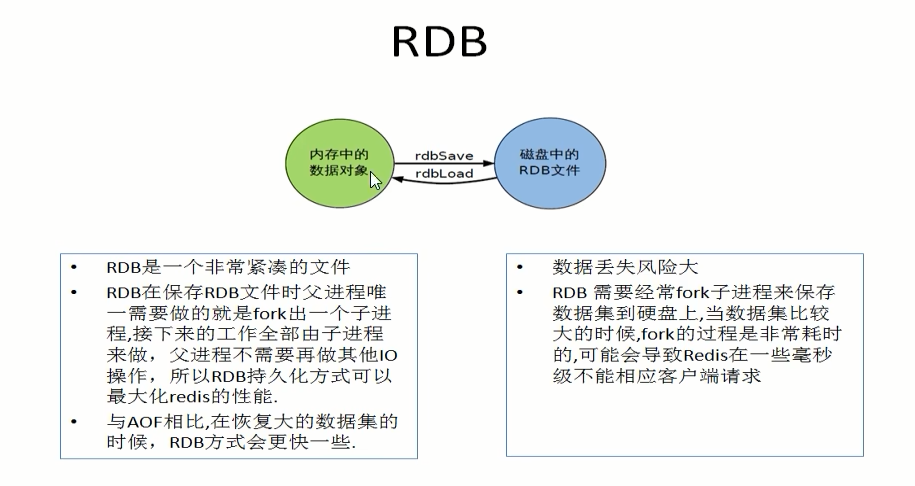 RDB
内存中的
数据对象
rdbSave
rdbLoad
磁盘中的
RDB文件
• RDB是一个非常紧凑的文件
• RDB在保存RDB文件时父进程唯
一需要做的就是fork出一个子进
程,接下来的工作全部由子进程
来做，父进程不需要再做其他IO
操作，所以RDB持久化方式可以
最大化redis的性能.
• 与AOF相比,在恢复大的数据集的
时候，RDB方式会更快一些.
• 数据丢失风险大
• RDB 需要经常fork子进程来保存
数据集到硬盘上,当数据集比较
大的时候,fork的过程是非常耗时
的,可能会导致Redis在一些毫秒
级不能相应客户端请求